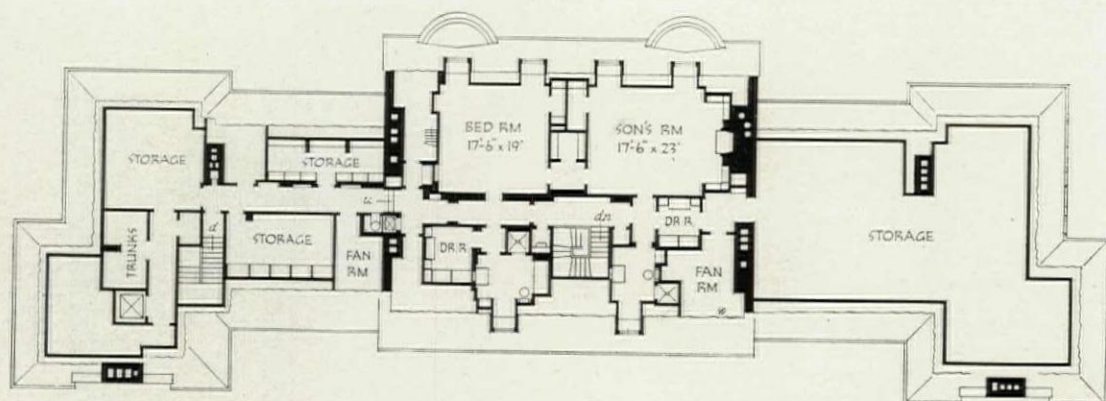 BED RM
17'-6" x 19'
SON'S RM
17'-6" x 23'
STORAGE
STORAGE
STORAGE
TRUNKS
d
FAN
RM
DR. R.
dn
DR. R.
FAN
RM
STORAGE